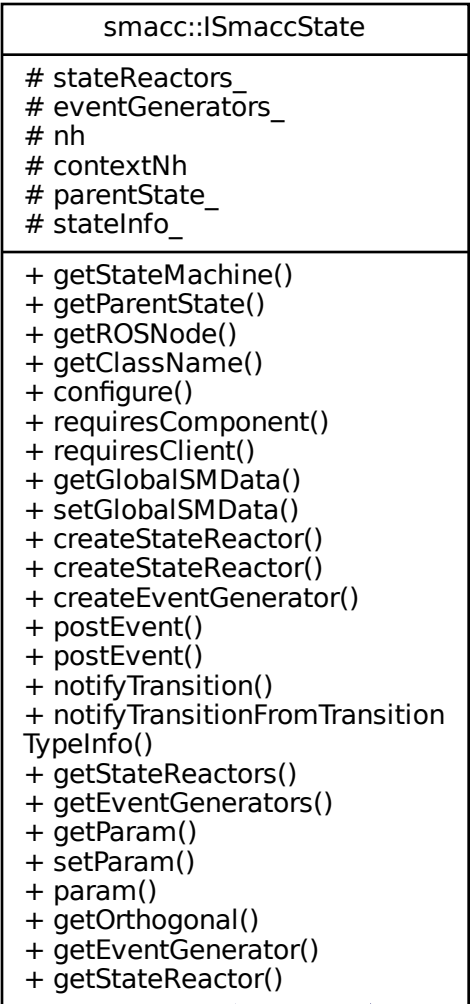 smacc::ISmaccState
# stateReactors_
# eventGenerators_
# nh
# contextNh
# parentState_
# stateInfo_
+ getStateMachine()
+ getParentState()
+ getROSNode()
+ getClassName()
+ configure()
+ requiresComponent()
+ requiresClient()
+ getGlobalSMData()
+ setGlobalSMData()
+ createStateReactor()
+ createStateReactor()
+ createEventGenerator()
+ postEvent()
+ postEvent()
+ notifyTransition()
+ notifyTransitionFromTransition
TypeInfo()
+ getStateReactors()
+ getEventGenerators()
+ getParam()
+ setParam()
+ param()
+ getOrthogonal()
+ getEventGenerator()
+ getStateReactor()